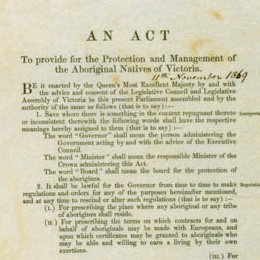 AN ACT
To provide for the Protection and Management of
the Aboriginal Natives of Victoria.
11th November 1869
BE it enacted by the Queen's Most Excellent Majesty by and with
the advice and consent of the Legislative Council and Legislative
Assembly of Victoria in this present Parliament assembled and by
the authority of the same as follows (that is to say) :—
1. Save where there is something in the context repugnant thereto
or inconsistent therewith the following words shall have the respective
meanings hereby assigned to them (that is to say) :—
The word "Governor" shall mean the person administering the
Government acting by and with the advice of the Executive
Council.
The word "Minister" shall mean the responsible Minister of the
Crown administering this Act.
The word "Board" shall mean the board for the protection of
the aborigines.
2. It shall be lawful for the Governor from time to time to make
regulations and orders for any of the purposes hereinafter mentioned,
and at any time to rescind or alter such regulations (that is to say) :—
(I.) For prescribing the place where any aboriginal or any tribe
of aborigines shall reside.
(II.) For prescribing the terms on which contracts for and on
behalf of aboriginals may be made with Europeans, and
upon which certificates may be granted to aboriginals who
may be able and willing to earn a living by their own
exertions.
(III.) For